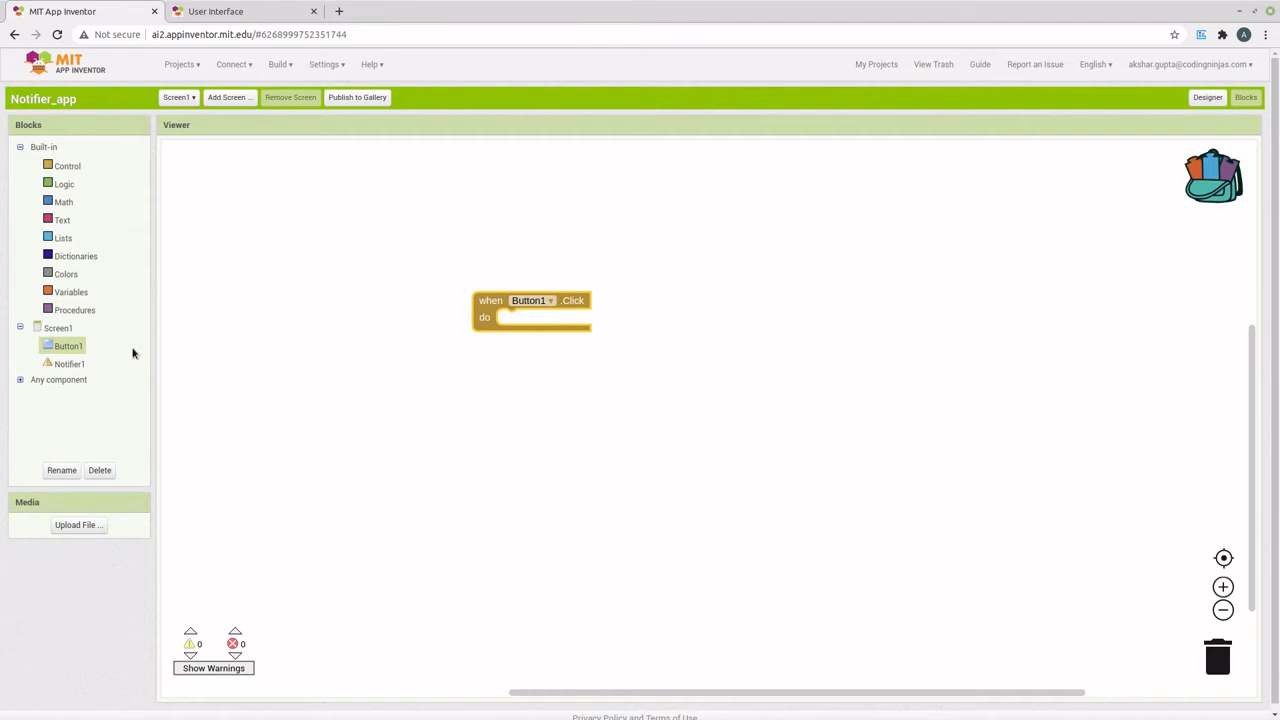 MIT App Inventor
User Interface
Not secure
ai2.appinventor.mit.edu/#6268999752351744
A
MIT
APP INVENTOR
Projects
Connect
Build
Settings
Help
My Projects
View Trash
Guide
Report an Issue
English
akshar.gupta@codingninjas.com
Notifier_app
Screen1
Add Screen ...
Remove Screen
Publish to Gallery
Designer
Blocks
Blocks
Viewer
Built-in
Control
Logic
Math
Text
Lists
Dictionaries
Colors
Variables
Procedures
Screen1
Button1
Notifier1
Any component
Rename
Delete
Media
Upload File ...
when Button1 .Click
do
0
0
Show Warnings
Privacy Policy and Terms of Use